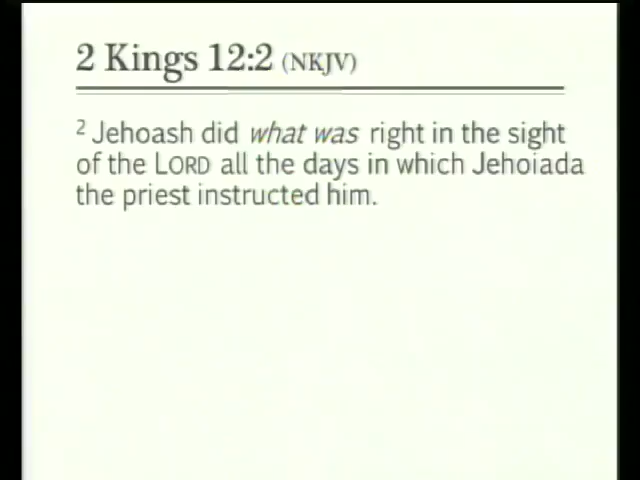 2 Kings 12:2 (NKJV)
2 Jehoash did what was right in the sight
of the LORD all the days in which Jehoiada
the priest instructed him.